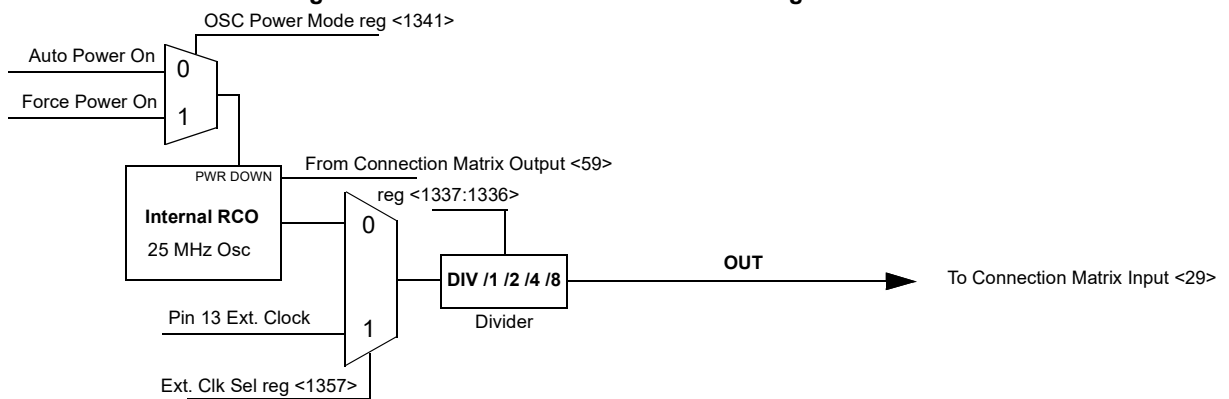 OSC Power Mode reg <1341>
Auto Power On
0
Force Power On
1
PWR DOWN
From Connection Matrix Output <59>
reg <1337:1336>
Internal RCO
0
25 MHz Osc
OUT
DIV /1 /2 /4 /8
To Connection Matrix Input <29>
Pin 13 Ext. Clock
1
Divider
Ext. Clk Sel reg <1357>